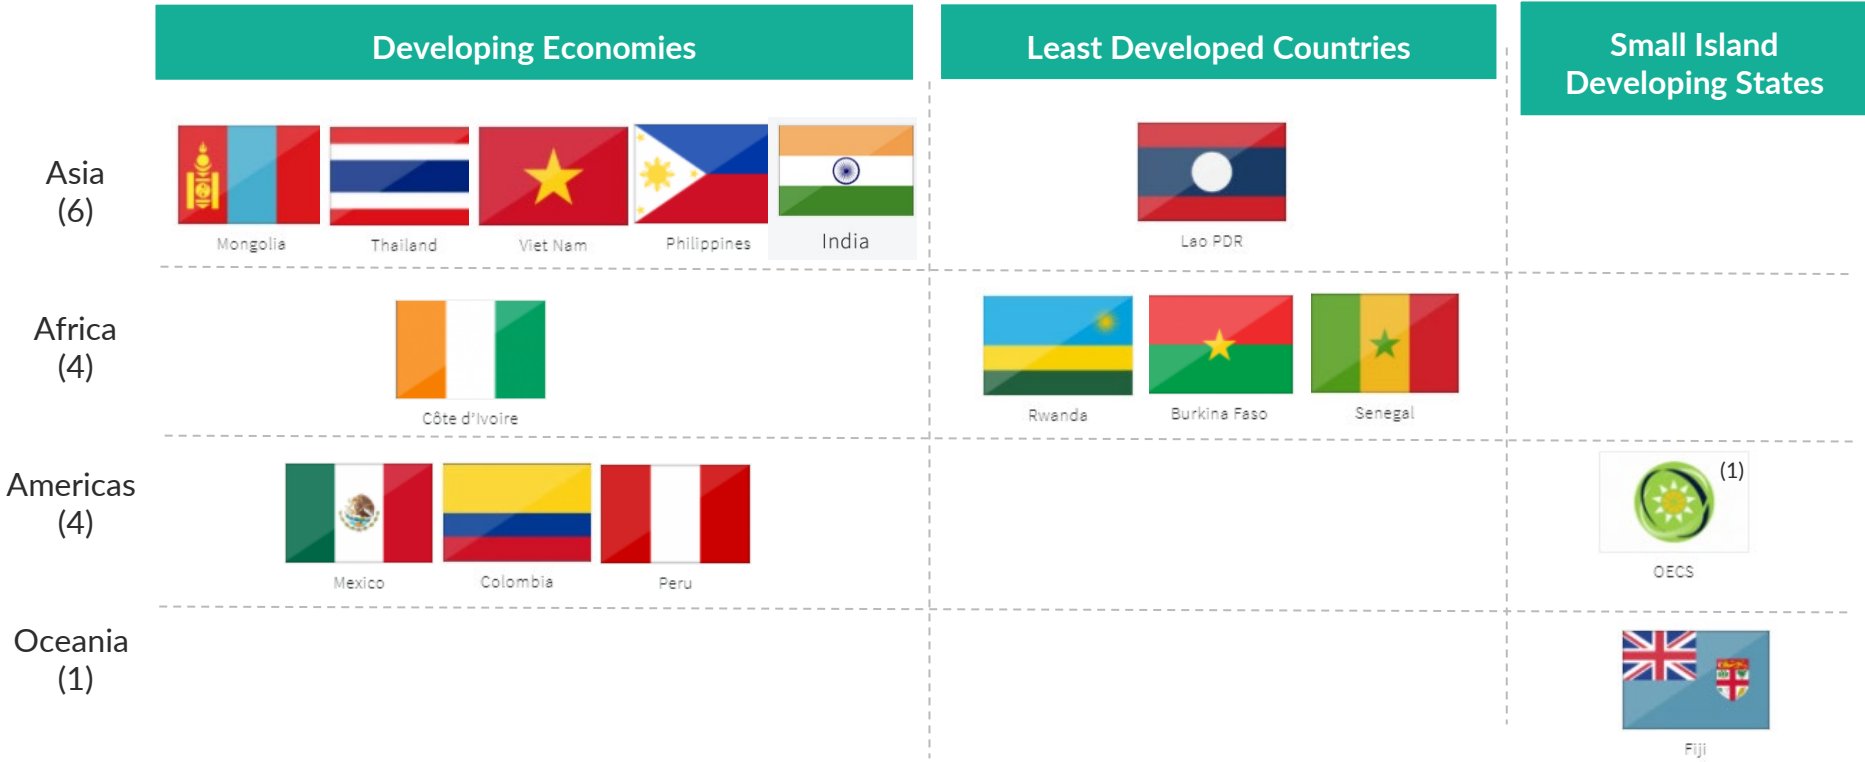 Developing Economies
Least Developed Countries
Small Island
Developing States
Asia
(6)
Mongolia
Thailand
Viet Nam
Philippines
India
Lao PDR
Africa
(4)
Côte d'Ivoire
Rwanda
Burkina Faso
Senegal
Americas
(4)
Mexico
Colombia
Peru
(1)
OECS
Oceania
(1)
Fiji